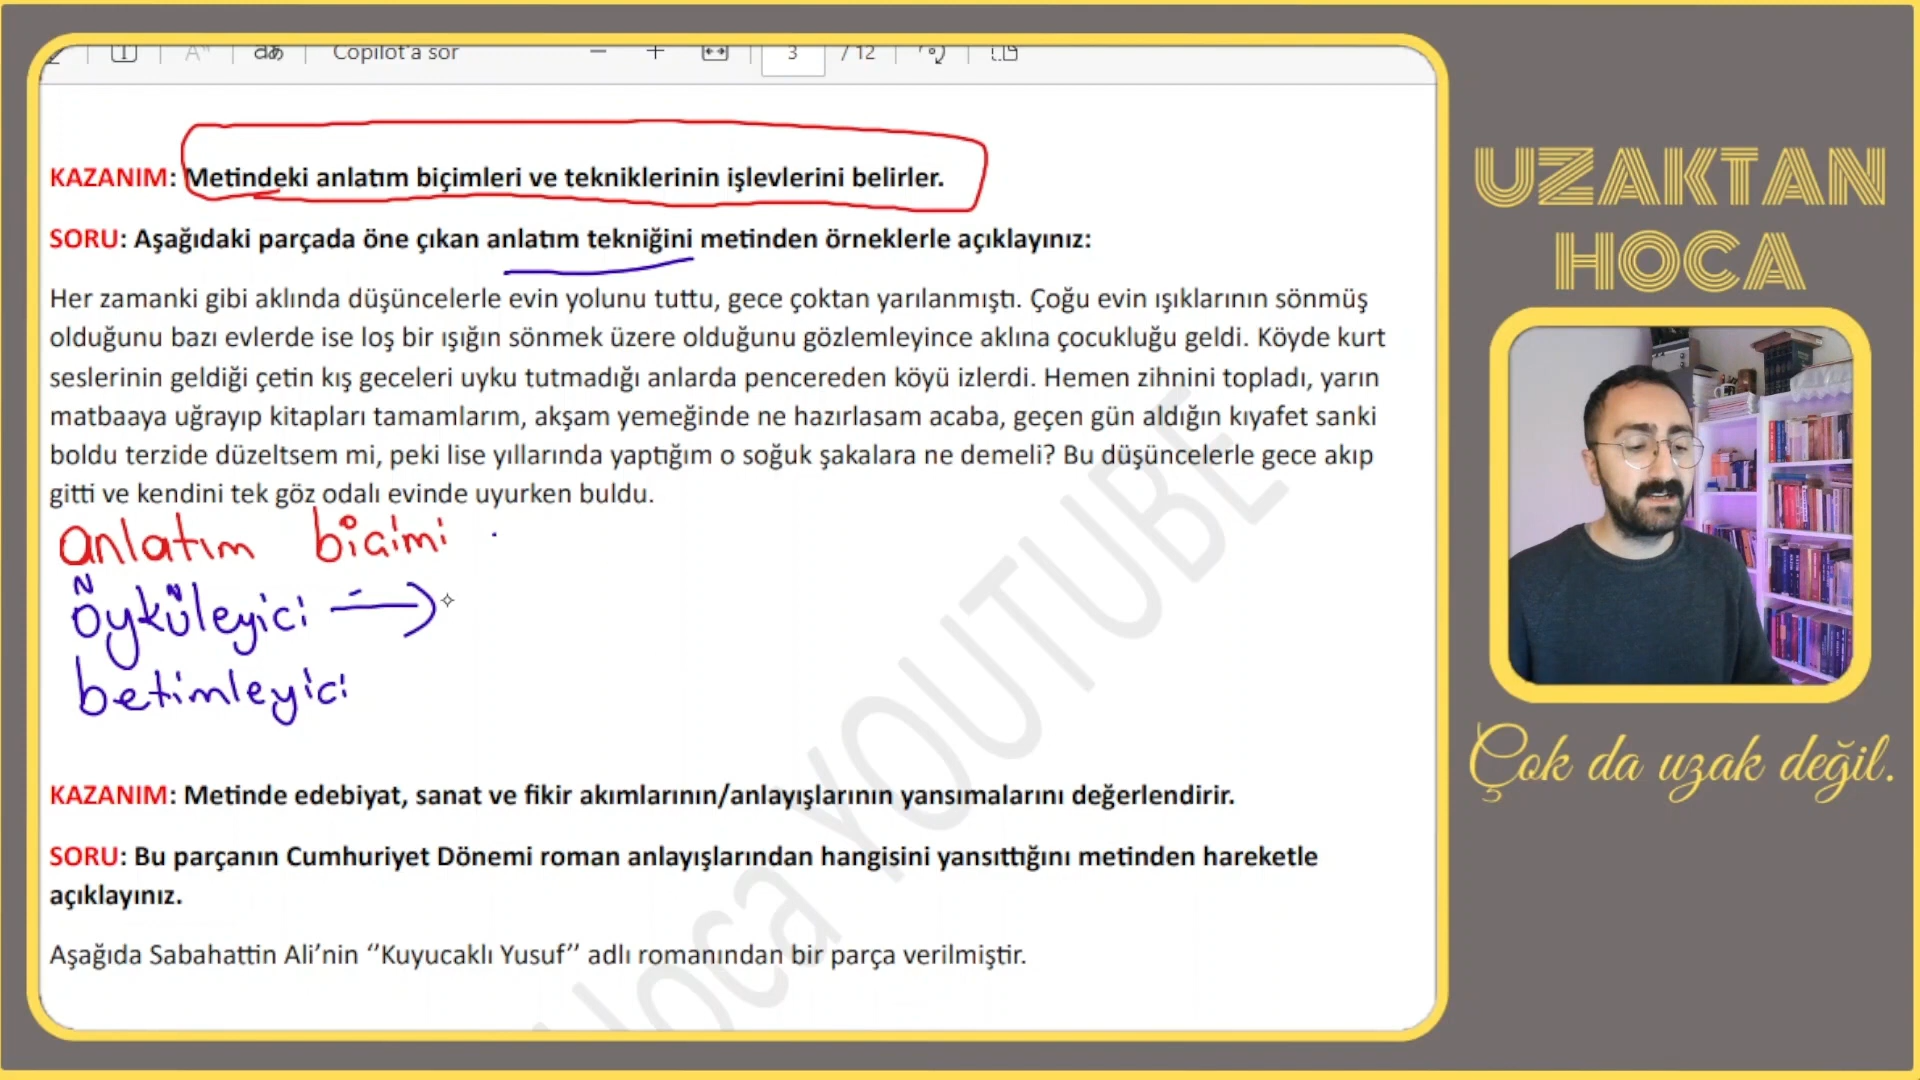 Copilot'a sor
3 / 12
KAZANIM: Metindeki anlatım biçimleri ve tekniklerinin işlevlerini belirler.
SORU: Aşağıdaki parçada öne çıkan anlatım tekniğini metinden örneklerle açıklayınız:
Her zamanki gibi aklında düşüncelerle evin yolunu tuttu, gece çoktan yarılanmıştı. Çoğu evin ışıklarının sönmüş
olduğunu bazı evlerde ise loş bir ışığın sönmek üzere olduğunu gözlemleyince aklına çocukluğu geldi. Köyde kurt
seslerinin geldiği çetin kış geceleri uyku tutmadığı anlarda pencereden köyü izlerdi. Hemen zihnini topladı, yarın
matbaaya uğrayıp kitapları tamamlarım, akşam yemeğinde ne hazırlasam acaba, geçen gün aldığın kıyafet sanki
boldu terzide düzeltsem mi, peki lise yıllarında yaptığım o soğuk şakalara ne demeli? Bu düşüncelerle gece akıp
gitti ve kendini tek göz odalı evinde uyurken buldu.
anlatım biçimi
Öyküleyici
betimleyici
KAZANIM: Metinde edebiyat, sanat ve fikir akımlarının/anlayışlarının yansımalarını değerlendirir.
SORU: Bu parçanın Cumhuriyet Dönemi roman anlayışlarından hangisini yansıttığını metinden hareketle
açıklayınız.
Aşağıda Sabahattin Ali’nin ‘’Kuyucaklı Yusuf’’ adlı romanından bir parça verilmiştir.
Hoca YOUTUBE
UZAKTAN
HOCA
Çok da uzak değil.